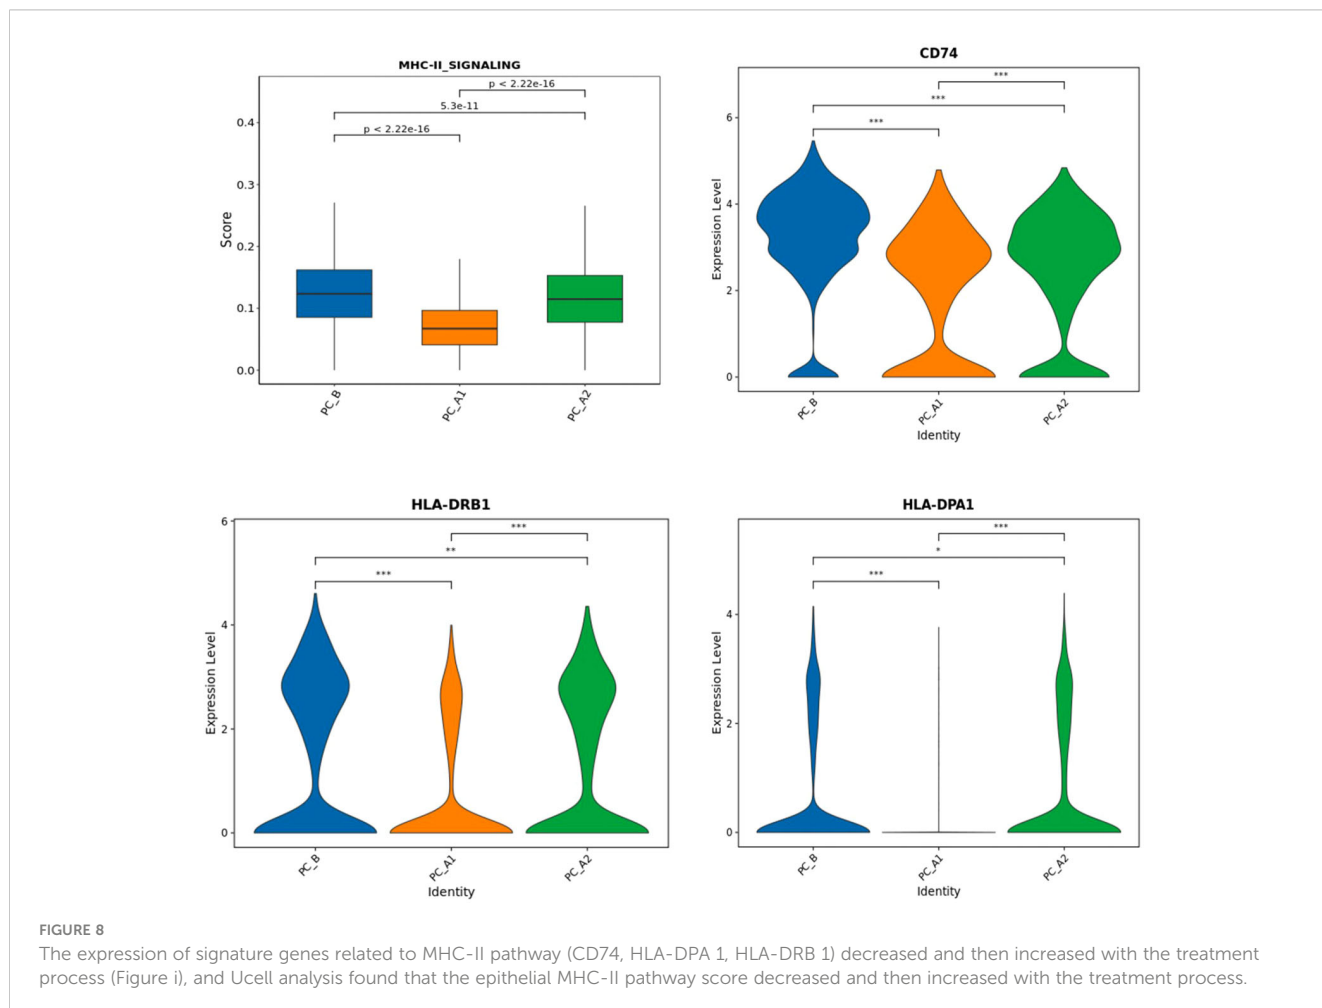 MHC-II_SIGNALING
p < 2.22e-16
5.3e-11
p < 2.22e-16
0.4
0.3
0.2
0.1
0.0
Score
PC_B
PC_A1
PC_A2
CD74
***
***
***
6
4
2
0
Expression Level
PC_B
PC_A1
PC_A2
Identity
HLA-DRB1
***
**
***
6
4
2
0
Expression Level
PC_B
PC_A1
PC_A2
Identity
HLA-DPA1
***
*
***
4
2
0
Expression Level
PC_B
PC_A1
PC_A2
Identity
FIGURE 8
The expression of signature genes related to MHC-II pathway (CD74, HLA-DPA 1, HLA-DRB 1) decreased and then increased with the treatment
process (Figure i), and Ucell analysis found that the epithelial MHC-II pathway score decreased and then increased with the treatment process.